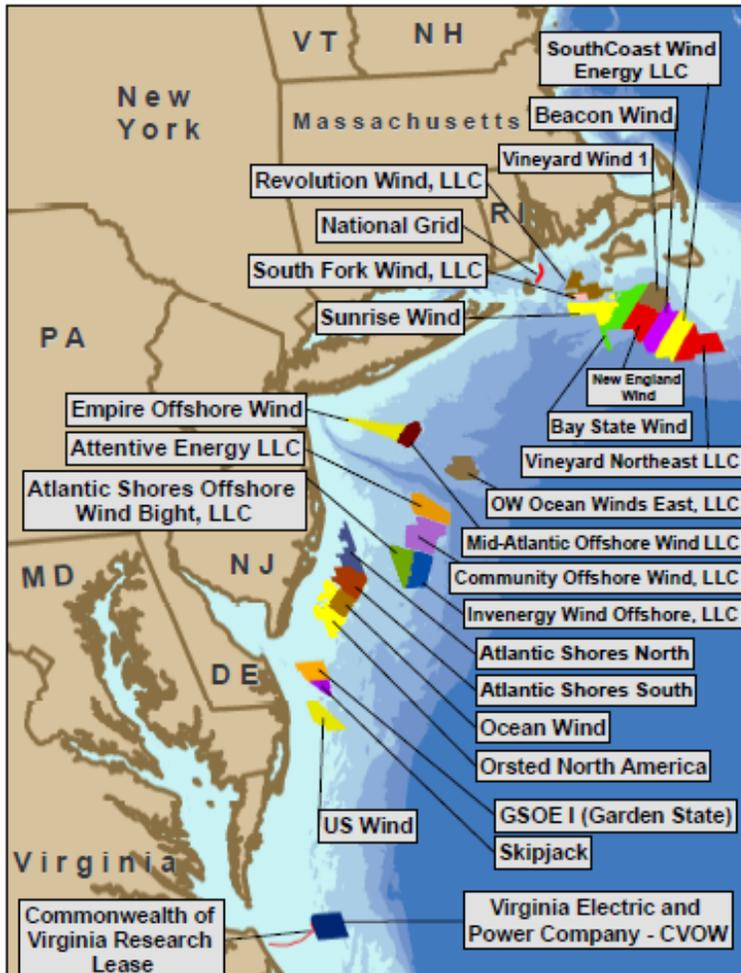 VT
NH
SouthCoast Wind
Energy LLC
New
York
Massachusetts
Beacon Wind
Vineyard Wind 1
Revolution Wind, LLC
RI
National Grid
South Fork Wind, LLC
Sunrise Wind
PA
New England
Wind
Empire Offshore Wind
Bay State Wind
Attentive Energy LLC
Vineyard Northeast LLC
Atlantic Shores Offshore
Wind Bight, LLC
OW Ocean Winds East, LLC
Mid-Atlantic Offshore Wind LLC
MD
NJ
Community Offshore Wind, LLC
Invenergy Wind Offshore, LLC
Atlantic Shores North
DE
Atlantic Shores South
Ocean Wind
Orsted North America
GSOE I (Garden State)
US Wind
Skipjack
Virginia
Commonwealth of
Virginia Research
Lease
Virginia Electric and
Power Company - CVOW